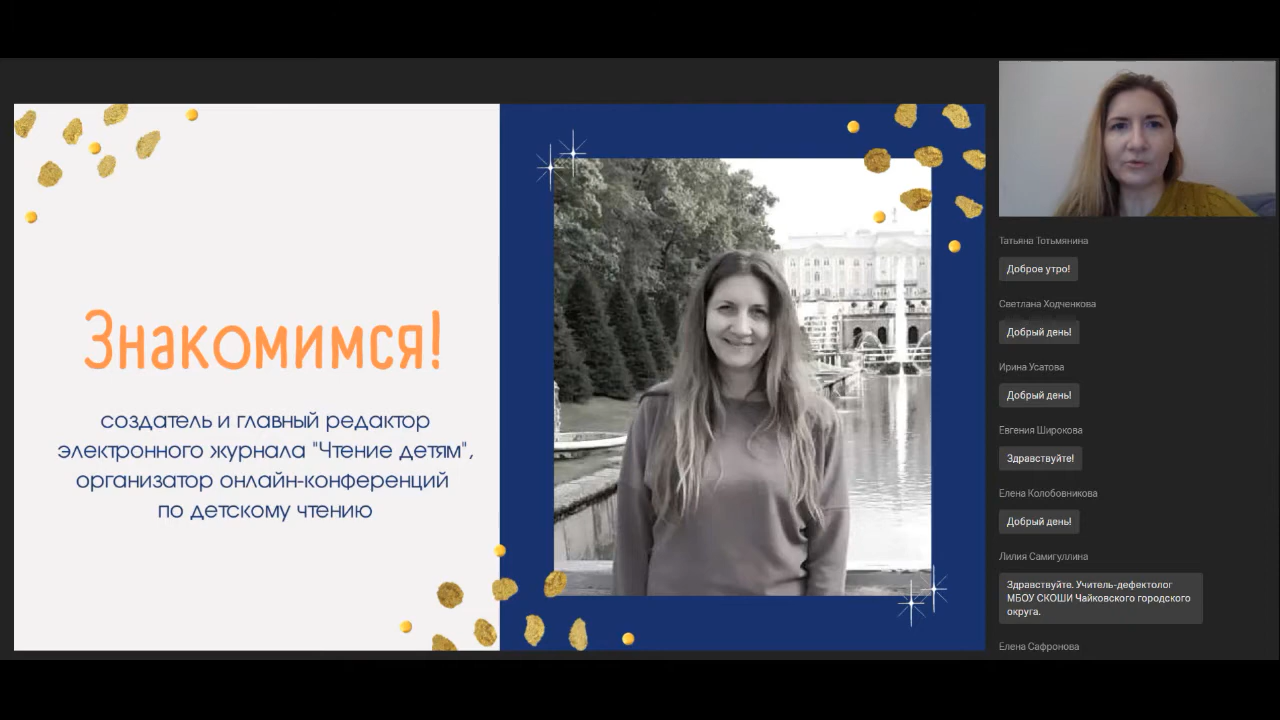 Знакомимся!
создатель и главный редактор
электронного журнала "Чтение детям",
организатор онлайн-конференций
по детскому чтению
Татьяна Тотьмянина
Доброе утро!
Светлана Ходченкова
Добрый день!
Ирина Усатова
Добрый день!
Евгения Широкова
Здравствуйте!
Елена Колобовникова
Добрый день!
Лилия Самигуллина
Здравствуйте. Учитель-дефектолог
МБОУ СКОШИ Чайковского городского
округа.
Елена Сафронова